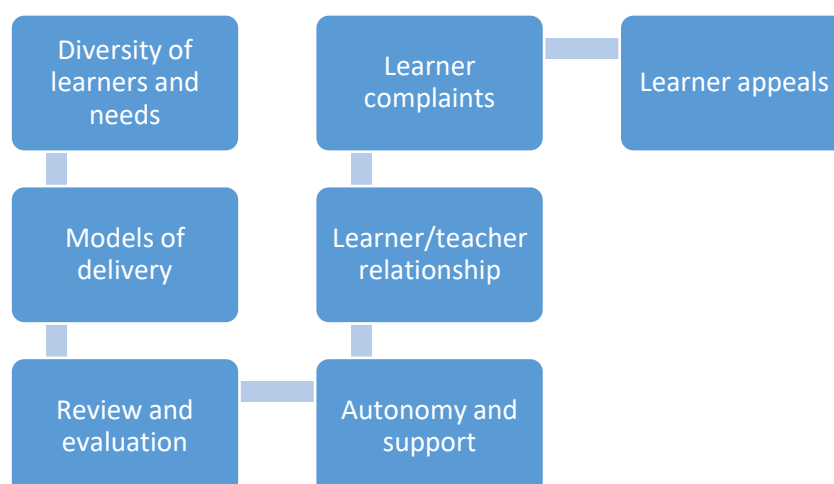 Diversity of
learners and
needs
Models of
delivery
Review and
evaluation
Autonomy and
support
Learner/teacher
relationship
Learner
complaints
Learner appeals